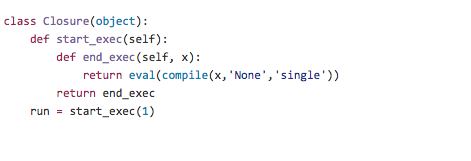 class Closure(object):
    def start_exec(self):
        def end_exec(self, x):
            return eval(compile(x,'None','single'))
        return end_exec
    run = start_exec(1)